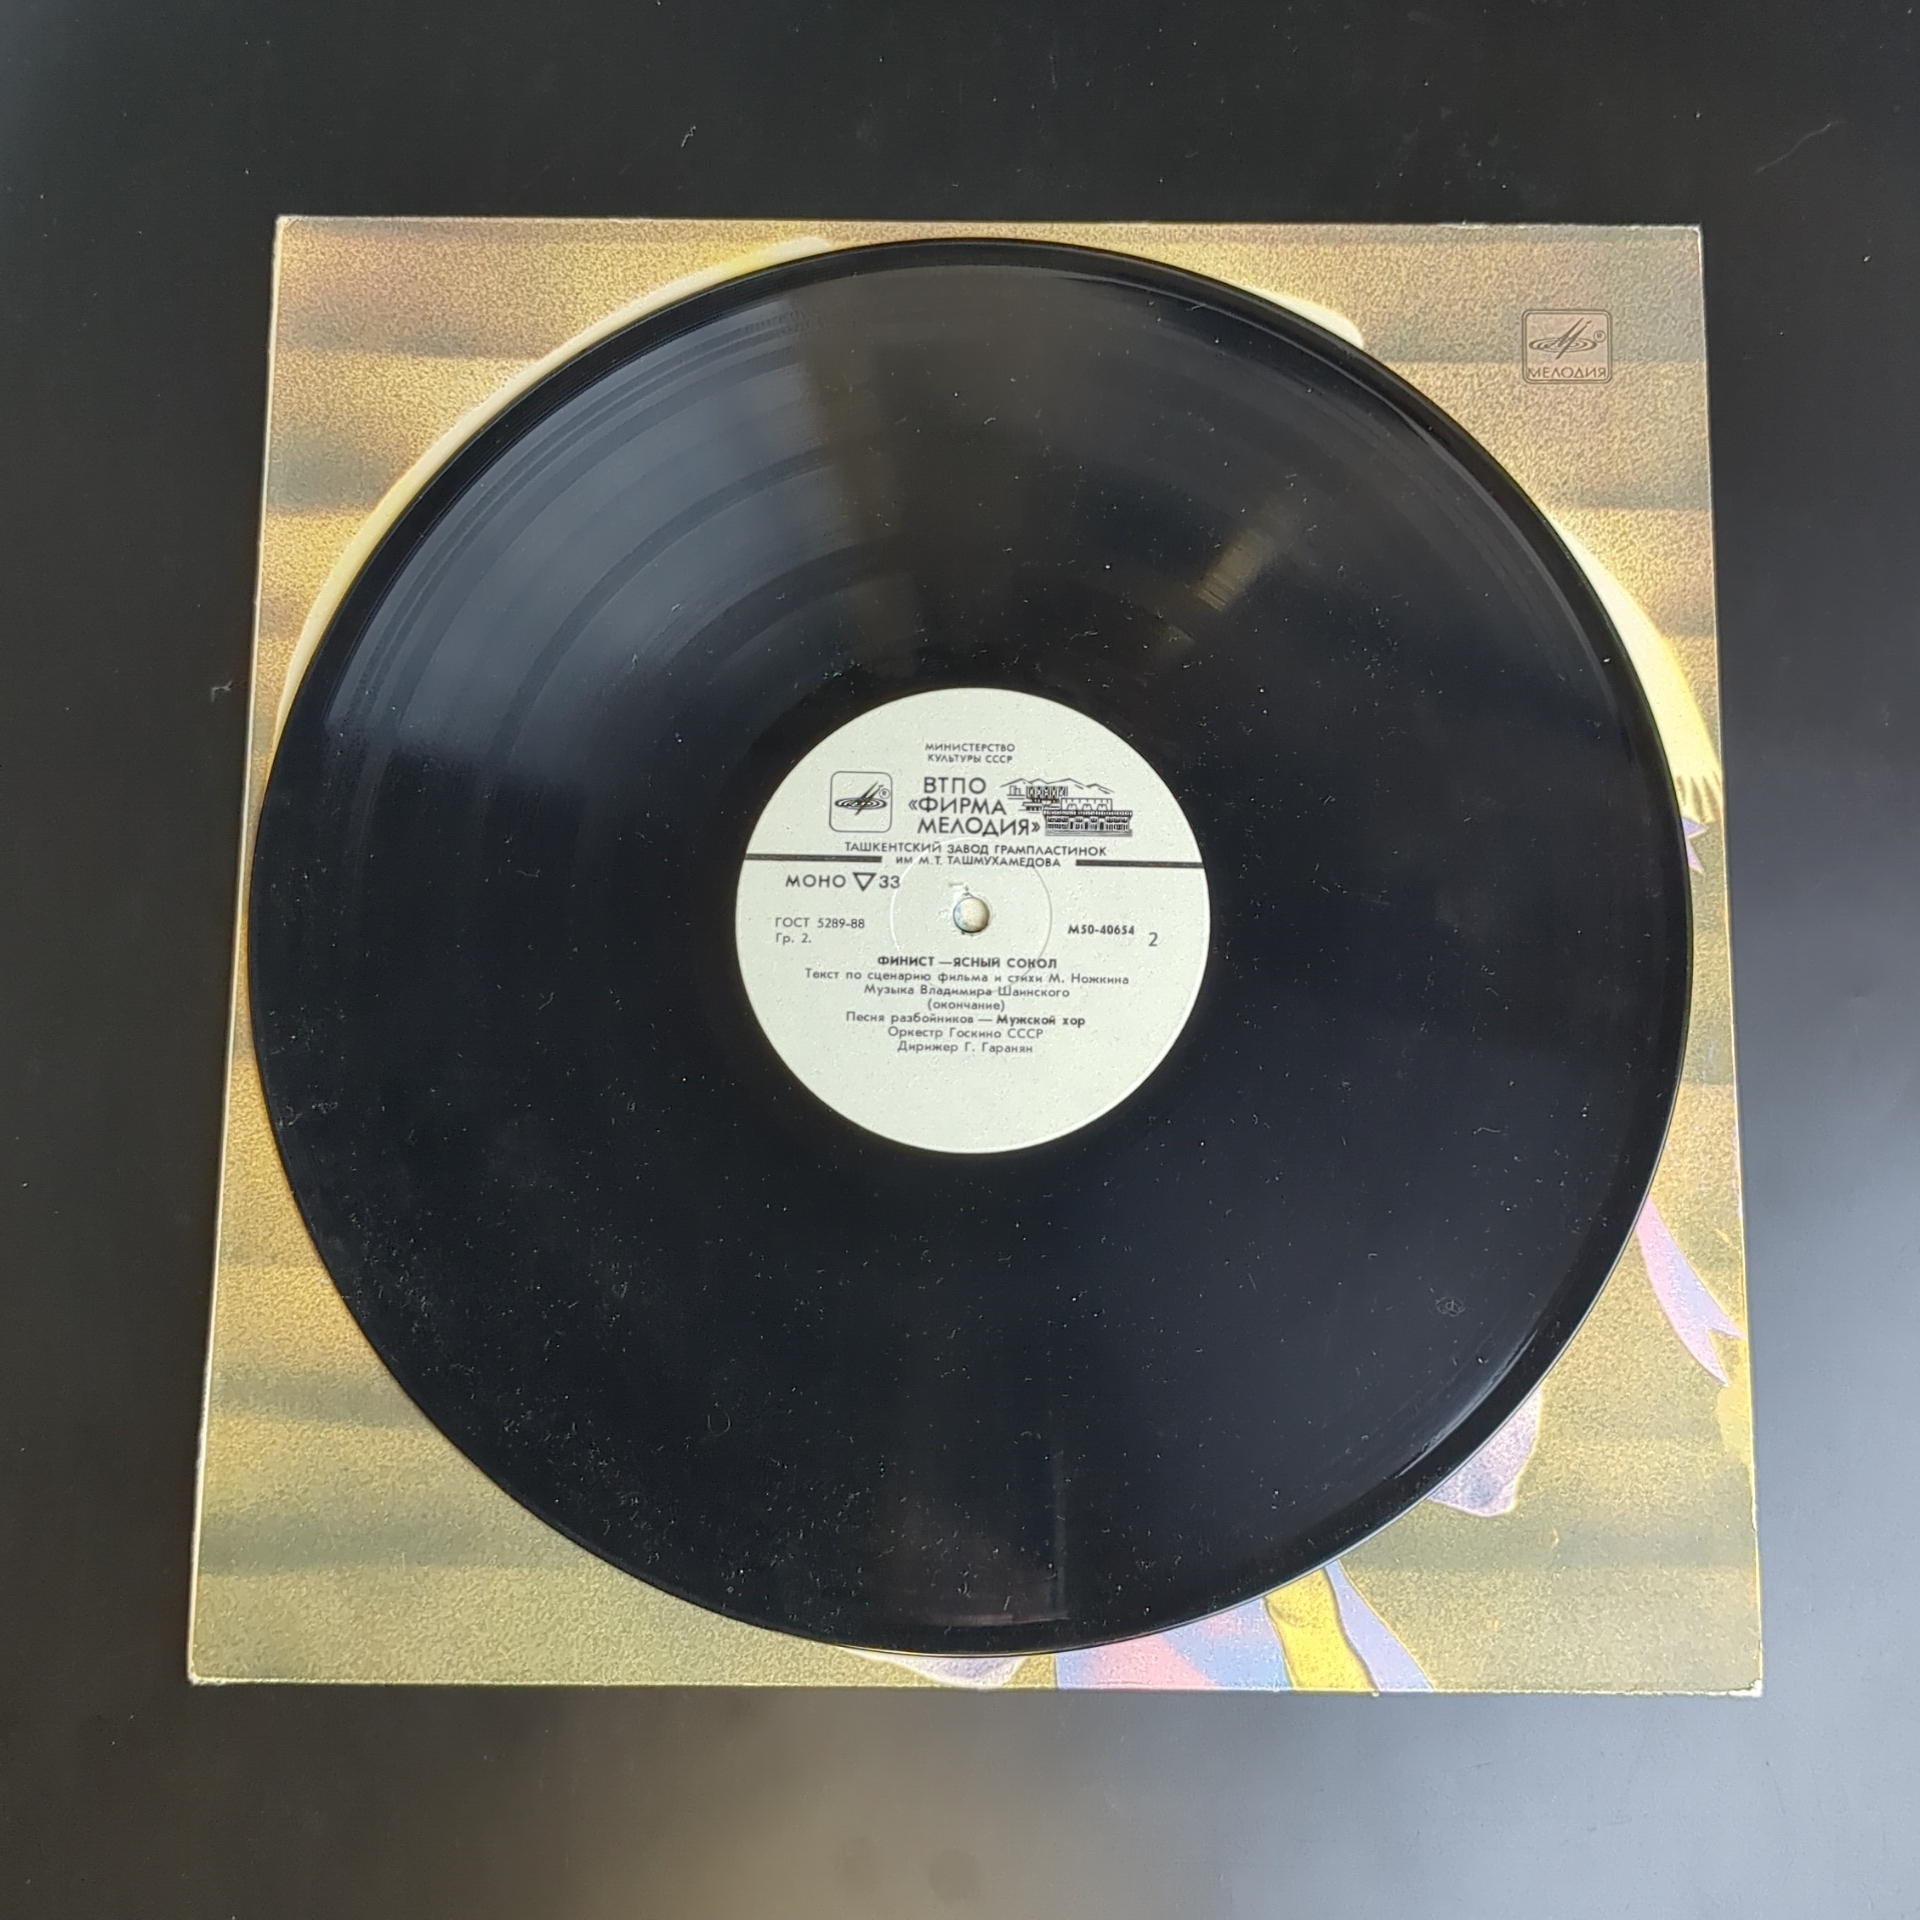 МЕЛОДИЯ
МИНИСТЕРСТВО
КУЛЬТУРЫ СССР
ВТПО
«ФИРМА
МЕЛОДИЯ»
ТАШКЕНТСКИЙ ЗАВОД ГРАМПЛАСТИНОК
ИМ М.Т. ТАШМУХАМЕДОВА
МОНО ▽ 33
ГОСТ 5289-88
Гр. 2.
М50-40654 2
ФИНИСТ — ЯСНЫЙ СОКОЛ
Текст по сценарию фильма и стихи М. Ножкина
Музыка Владимира Шаинского
(окончание)
Песня разбойников — Мужской хор
Оркестр Госкино СССР
Дирижер Г. Гаранян